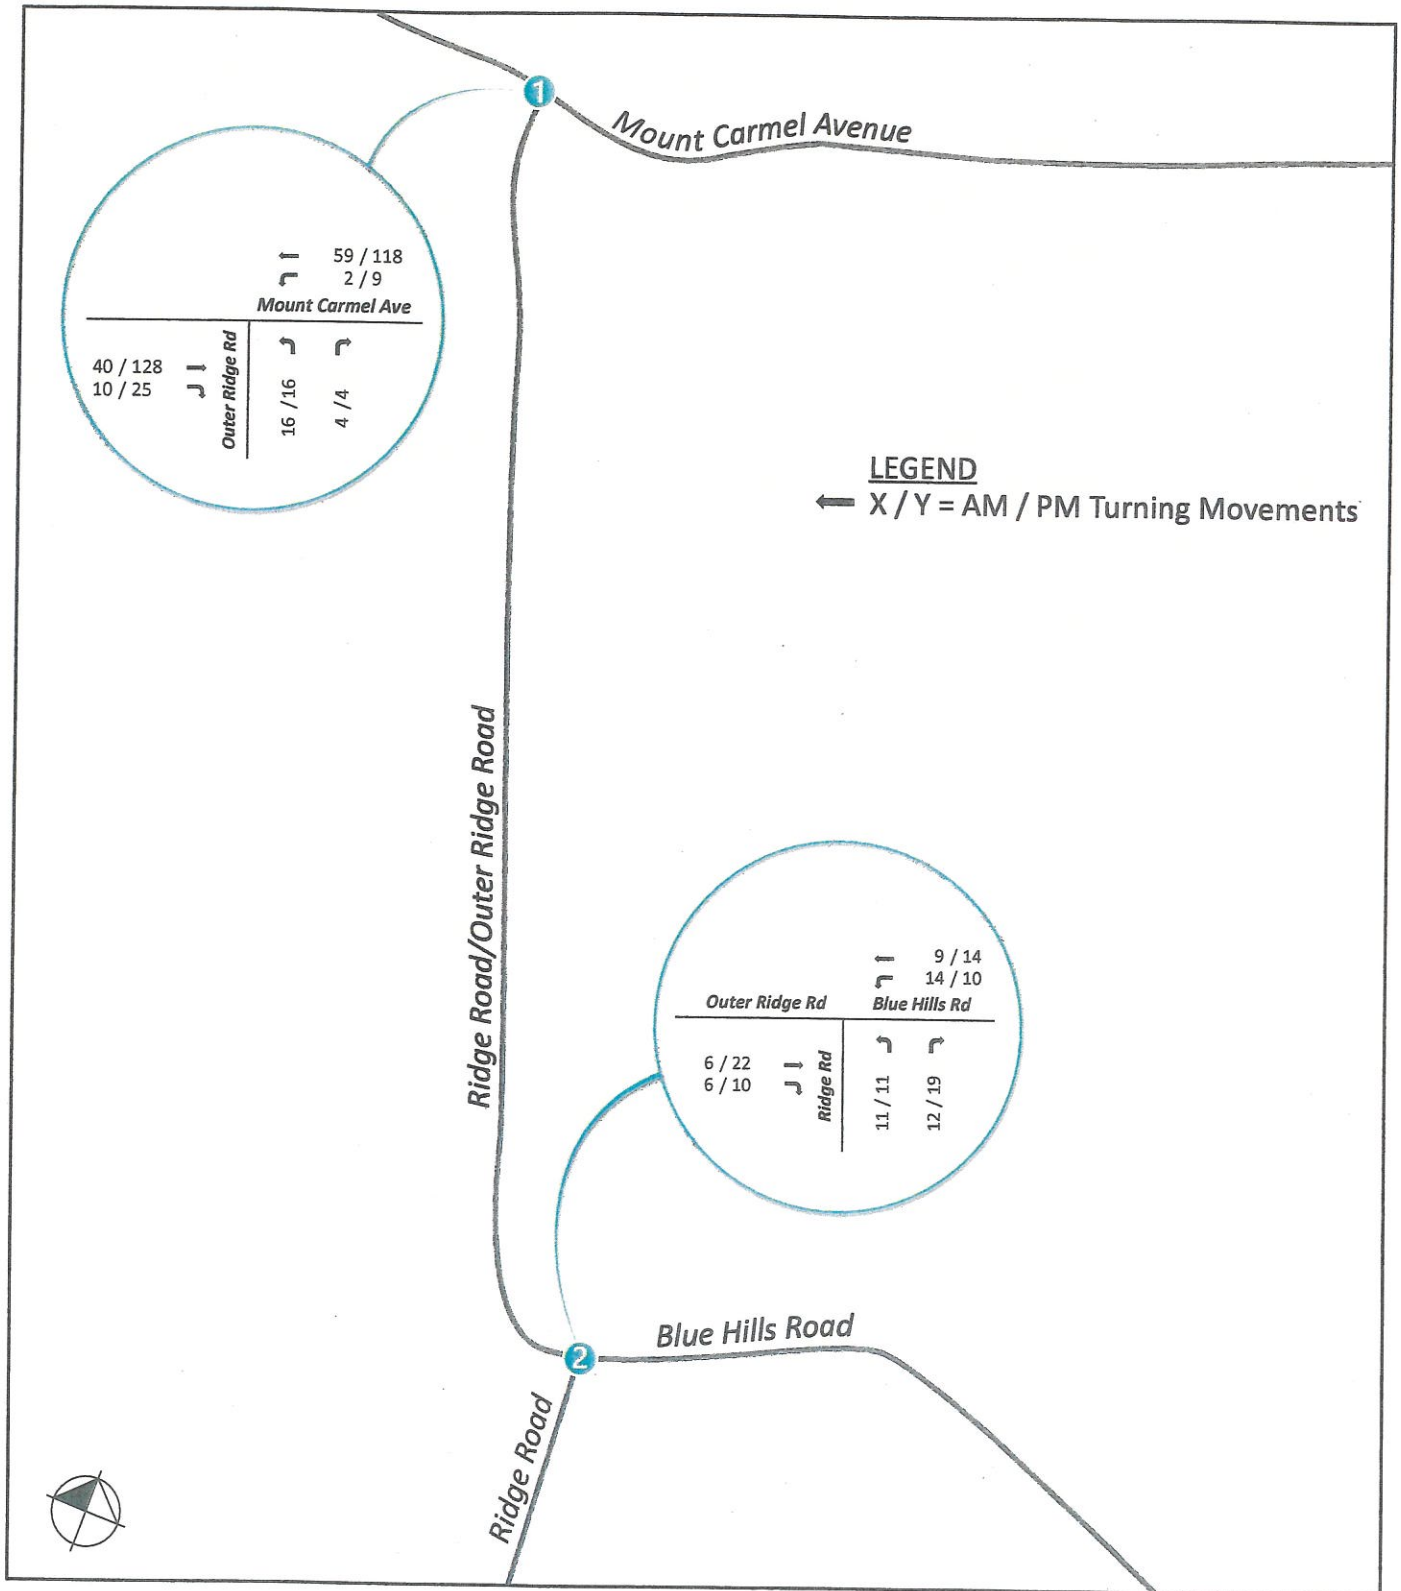 1
Mount Carmel Avenue
59 / 118
2 / 9
Mount Carmel Ave
40 / 128
10 / 25
Outer Ridge Rd
16 /16
4 /4
LEGEND
X / Y = AM / PM Turning Movements
Ridge Road/Outer Ridge Road
9 / 14
14 / 10
Outer Ridge Rd
Blue Hills Rd
6 / 22
6 / 10
Ridge Rd
11 / 11
12 / 19
Blue Hills Road
2
Ridge Road